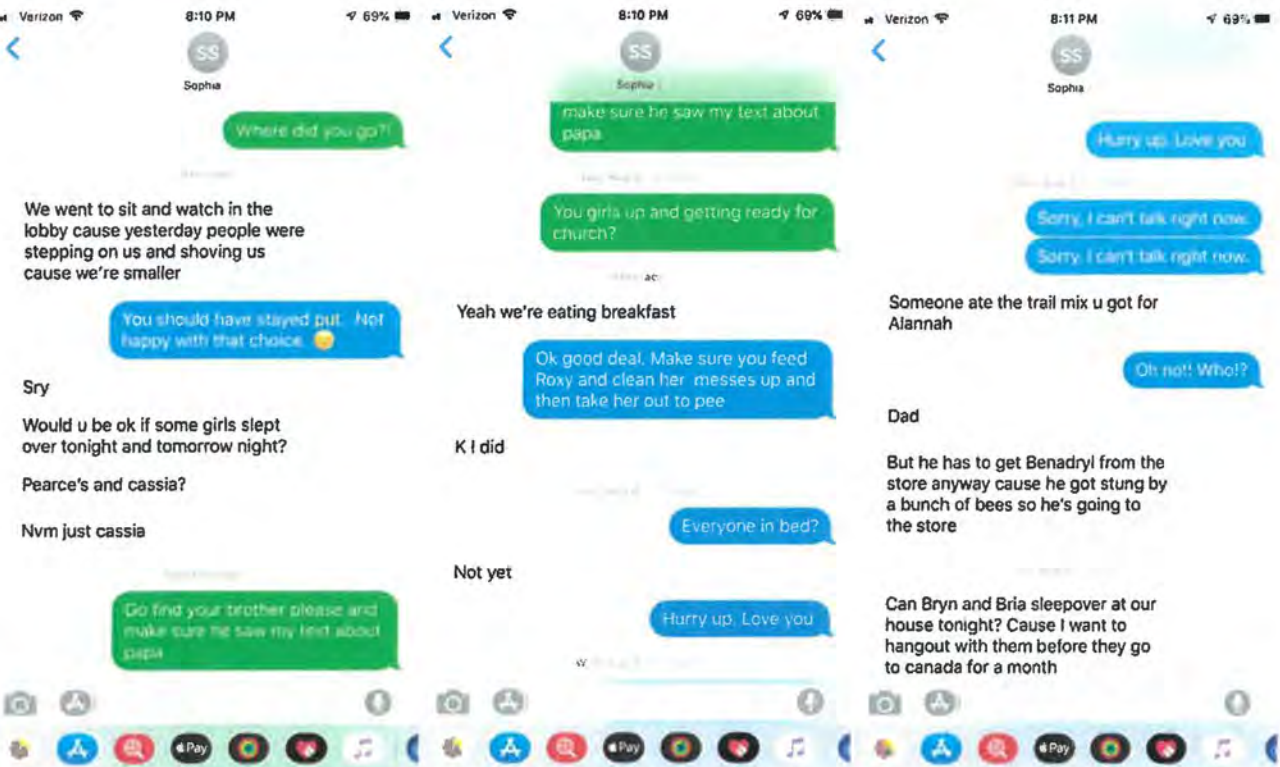 Verizon
8:10 PM
69%
SS
Sophia
Where did you go?!
We went to sit and watch in the
lobby cause yesterday people were
stepping on us and shoving us
cause we're smaller
You should have stayed put. Not
happy with that choice.
Sry
Would u be ok if some girls slept
over tonight and tomorrow night?
Pearce's and cassia?
Nvm just cassia
Go find your brother please and
make sure he saw my text about
papa
Pay
Verizon
8:10 PM
69%
SS
Sophia
make sure he saw my text about
papa
You girls up and getting ready for
church?
Yeah we're eating breakfast
Ok good deal. Make sure you feed
Roxy and clean her messes up and
then take her out to pee
K I did
Everyone in bed?
Not yet
Hurry up. Love you
Pay
Verizon
8:11 PM
69%
SS
Sophia
Hurry up. Love you
Sorry, I can't talk right now.
Sorry, I can't talk right now.
Someone ate the trail mix u got for
Alannah
Oh not! Who!?
Dad
But he has to get Benadryl from the
store anyway cause he got stung by
a bunch of bees so he's going to
the store
Can Bryn and Bria sleepover at our
house tonight? Cause I want to
hangout with them before they go
to canada for a month
Pay